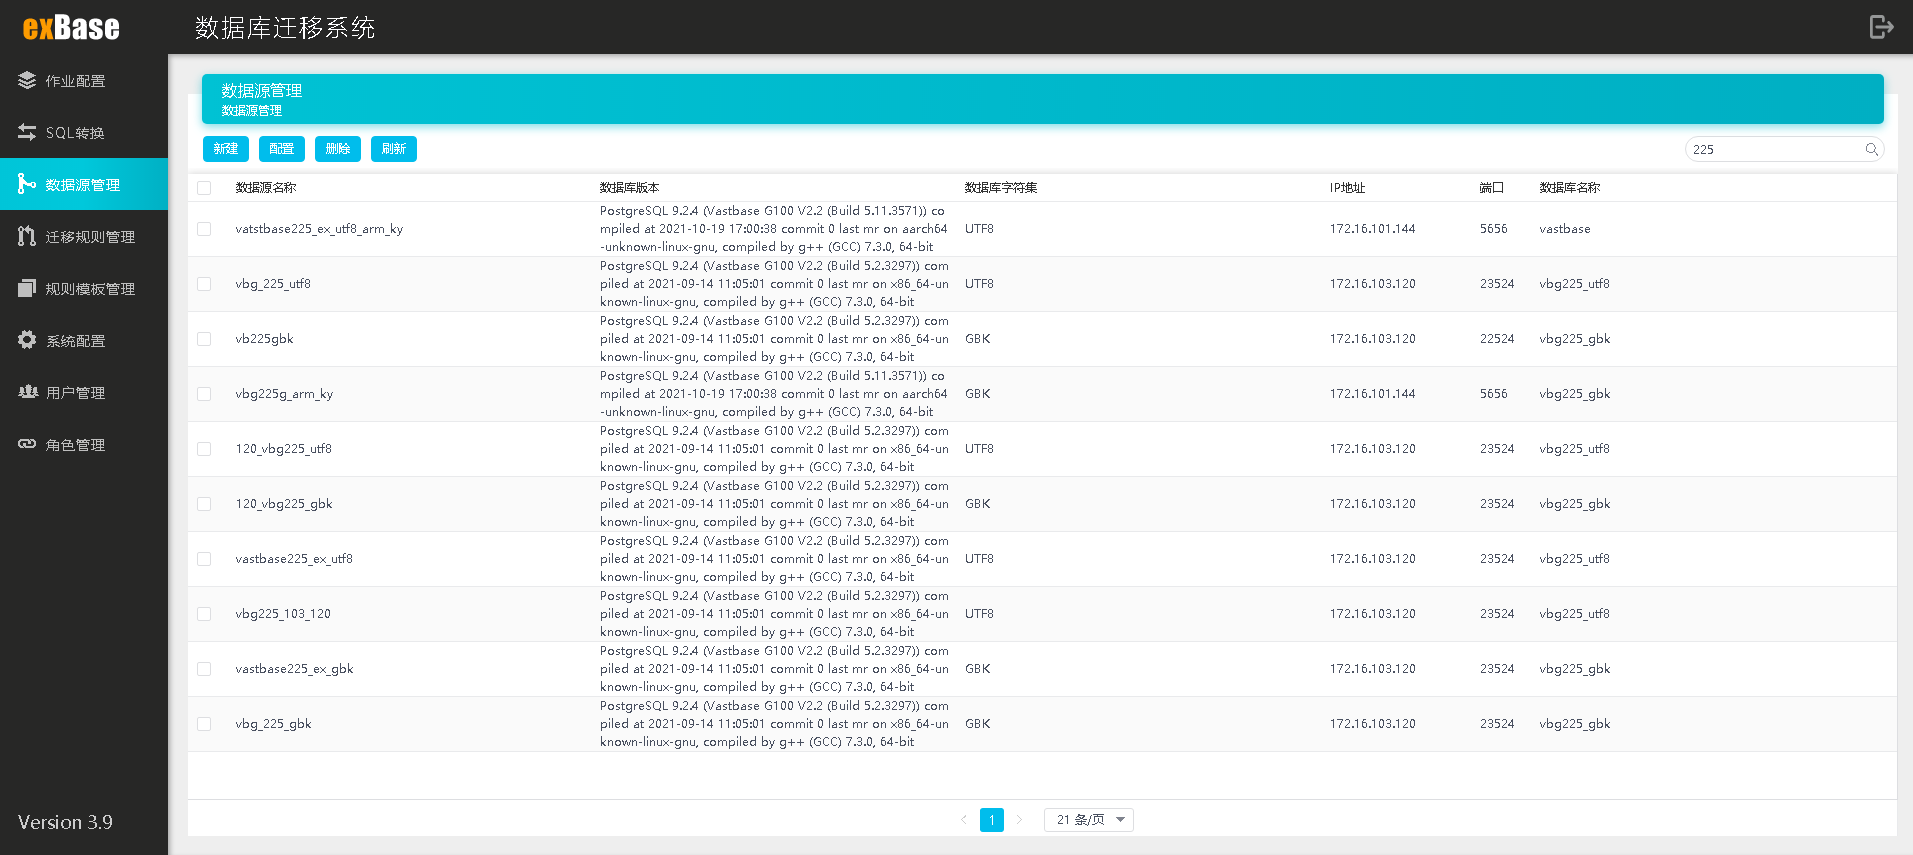 exBase
数据库迁移系统
作业配置
SQL转换
数据源管理
迁移规则管理
规则模板管理
系统配置
用户管理
角色管理
Version 3.9
数据源管理
数据源管理
新建 配置 删除 刷新
225
数据源名称 数据库版本 数据库字符集 IP地址 端口 数据库名称
PostgreSQL 9.2.4 (Vastbase G100 V2.2 (Build 5.11.3571)) co
vatstbase225_ex_utf8_arm_ky mpiled at 2021-10-19 17:00:38 commit 0 last mr on aarch64 UTF8 172.16.101.144 5656 vastbase
-unknown-linux-gnu, compiled by g++ (GCC) 7.3.0, 64-bit
PostgreSQL 9.2.4 (Vastbase G100 V2.2 (Build 5.2.3297)) com
vbg_225_utf8 piled at 2021-09-14 11:05:01 commit 0 last mr on x86_64-un UTF8 172.16.103.120 23524 vbg225_utf8
known-linux-gnu, compiled by g++ (GCC) 7.3.0, 64-bit
PostgreSQL 9.2.4 (Vastbase G100 V2.2 (Build 5.2.3297)) com
vb225gbk piled at 2021-09-14 11:05:01 commit 0 last mr on x86_64-un GBK 172.16.103.120 22524 vbg225_gbk
known-linux-gnu, compiled by g++ (GCC) 7.3.0, 64-bit
PostgreSQL 9.2.4 (Vastbase G100 V2.2 (Build 5.11.3571)) co
vbg225g_arm_ky mpiled at 2021-10-19 17:00:38 commit 0 last mr on aarch64 GBK 172.16.101.144 5656 vbg225_gbk
-unknown-linux-gnu, compiled by g++ (GCC) 7.3.0, 64-bit
PostgreSQL 9.2.4 (Vastbase G100 V2.2 (Build 5.2.3297)) com
120_vbg225_utf8 piled at 2021-09-14 11:05:01 commit 0 last mr on x86_64-un UTF8 172.16.103.120 23524 vbg225_utf8
known-linux-gnu, compiled by g++ (GCC) 7.3.0, 64-bit
PostgreSQL 9.2.4 (Vastbase G100 V2.2 (Build 5.2.3297)) com
120_vbg225_gbk piled at 2021-09-14 11:05:01 commit 0 last mr on x86_64-un GBK 172.16.103.120 23524 vbg225_gbk
known-linux-gnu, compiled by g++ (GCC) 7.3.0, 64-bit
PostgreSQL 9.2.4 (Vastbase G100 V2.2 (Build 5.2.3297)) com
vastbase225_ex_utf8 piled at 2021-09-14 11:05:01 commit 0 last mr on x86_64-un UTF8 172.16.103.120 23524 vbg225_utf8
known-linux-gnu, compiled by g++ (GCC) 7.3.0, 64-bit
PostgreSQL 9.2.4 (Vastbase G100 V2.2 (Build 5.2.3297)) com
vbg225_103_120 piled at 2021-09-14 11:05:01 commit 0 last mr on x86_64-un UTF8 172.16.103.120 23524 vbg225_utf8
known-linux-gnu, compiled by g++ (GCC) 7.3.0, 64-bit
PostgreSQL 9.2.4 (Vastbase G100 V2.2 (Build 5.2.3297)) com
vastbase225_ex_gbk piled at 2021-09-14 11:05:01 commit 0 last mr on x86_64-un GBK 172.16.103.120 23524 vbg225_gbk
known-linux-gnu, compiled by g++ (GCC) 7.3.0, 64-bit
PostgreSQL 9.2.4 (Vastbase G100 V2.2 (Build 5.2.3297)) com
vbg_225_gbk piled at 2021-09-14 11:05:01 commit 0 last mr on x86_64-un GBK 172.16.103.120 23524 vbg225_gbk
known-linux-gnu, compiled by g++ (GCC) 7.3.0, 64-bit
1 21 条/页